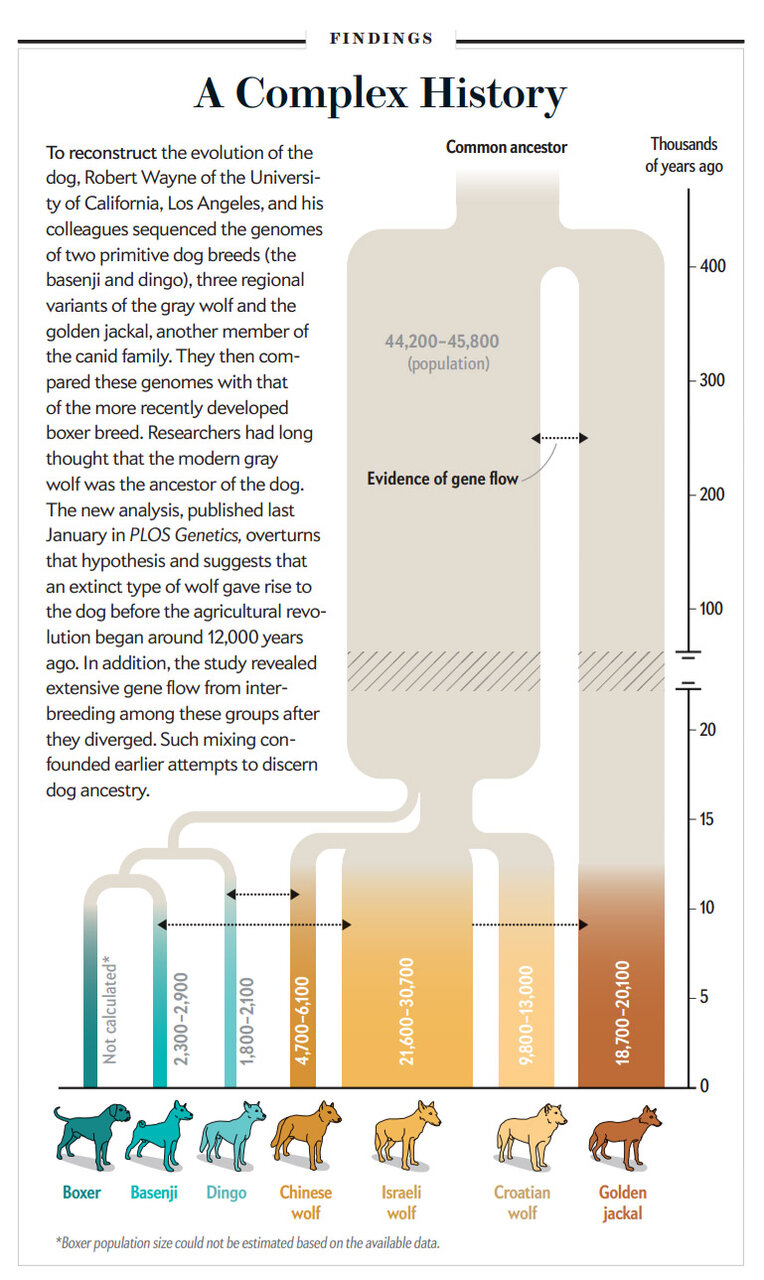 FINDINGS
A Complex History
To reconstruct the evolution of the
dog, Robert Wayne of the Universi-
ty of California, Los Angeles, and his
colleagues sequenced the genomes
of two primitive dog breeds (the
basenji and dingo), three regional
variants of the gray wolf and the
golden jackal, another member of
the canid family. They then com-
pared these genomes with that
of the more recently developed
boxer breed. Researchers had long
thought that the modern gray
wolf was the ancestor of the dog.
The new analysis, published last
January in PLOS Genetics, overturns
that hypothesis and suggests that
an extinct type of wolf gave rise to
the dog before the agricultural revo-
lution began around 12,000 years
ago. In addition, the study revealed
extensive gene flow from inter-
breeding among these groups after
they diverged. Such mixing con-
founded earlier attempts to discern
dog ancestry.
Common ancestor
Thousands
of years ago
400
44,200–45,800
(population)
300
Evidence of gene flow
200
100
20
15
10
5
0
Not calculated*
2,300–2,900
1,800–2,100
4,700–6,100
21,600–30,700
9,800–13,000
18,700–20,100
Boxer
Basenji
Dingo
Chinese
wolf
Israeli
wolf
Croatian
wolf
Golden
jackal
*Boxer population size could not be estimated based on the available data.